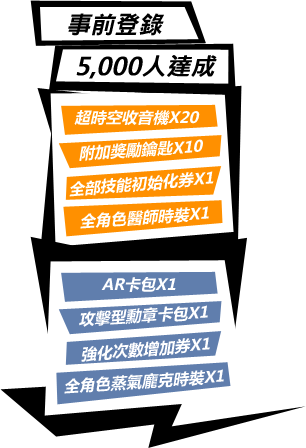 事前登錄
5,000人達成
超時空收音機X20
附加獎勵鑰匙X10
全部技能初始化券X1
全角色醫師時裝X1
AR卡包X1
攻擊型勳章卡包X1
強化次數增加券X1
全角色蒸氣龐克時裝X1